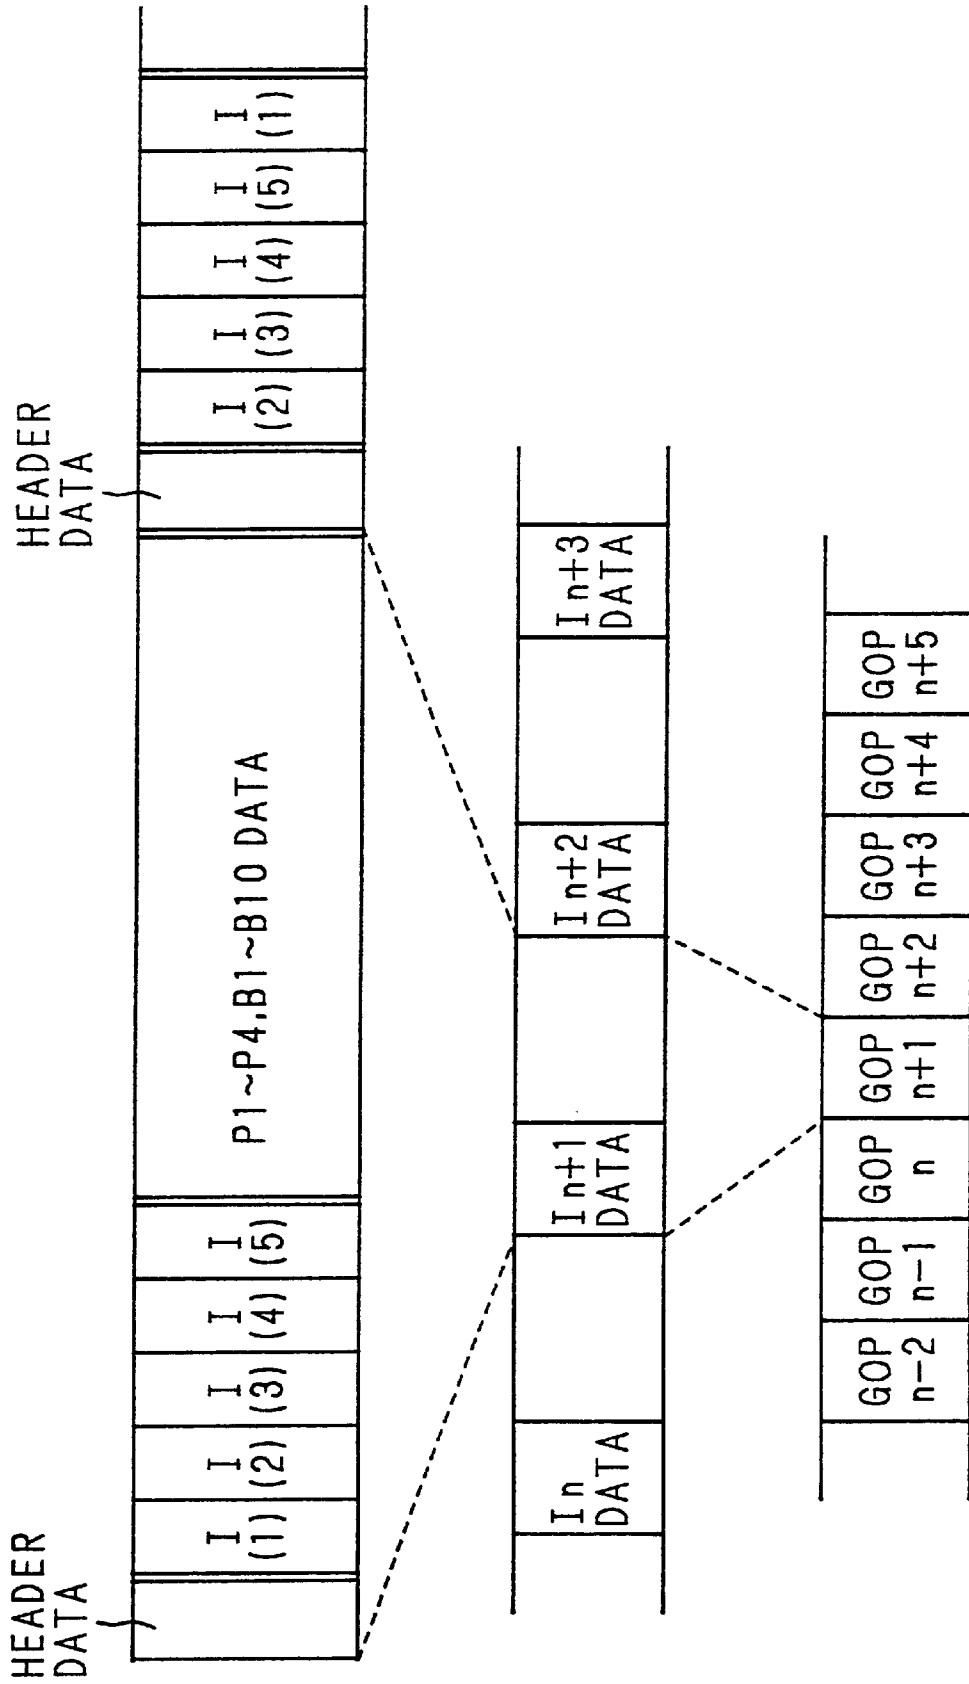 HEADER
DATA
I
(1)
I
(2)
I
(3)
I
(4)
I
(5)
P1~P4,B1~B10 DATA
HEADER
DATA
I
(2)
I
(3)
I
(4)
I
(5)
I
(1)
In
DATA
In+1
DATA
In+2
DATA
In+3
DATA
GOP
n-2
GOP
n-1
GOP
n
GOP
n+1
GOP
n+2
GOP
n+3
GOP
n+4
GOP
n+5